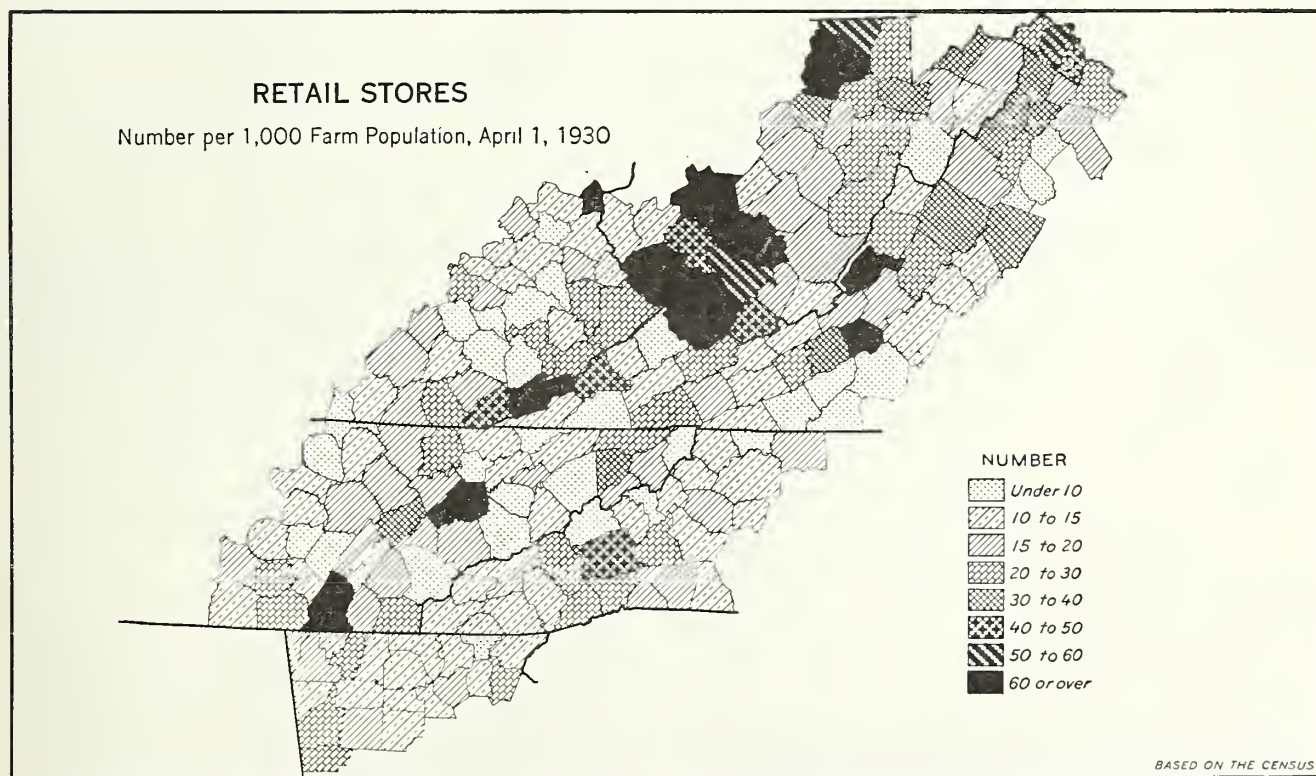 RETAIL STORES
Number per 1,000 Farm Population, April 1, 1930
NUMBER
Under 10
10 to 15
15 to 20
20 to 30
30 to 40
40 to 50
50 to 60
60 or over
BASED ON THE CENSUS